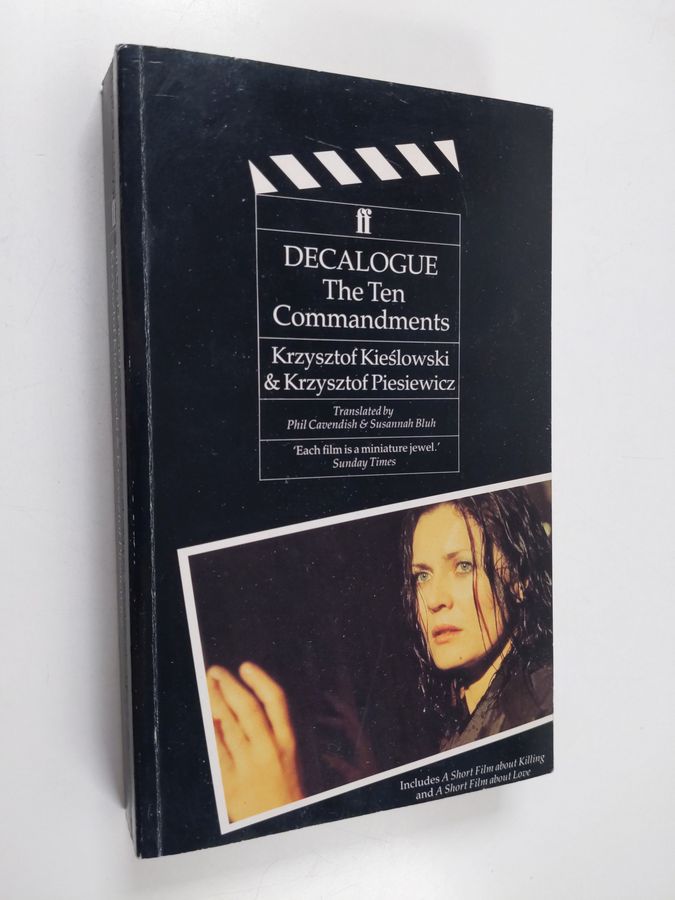 ff
DECALOGUE
The Ten
Commandments
Krzysztof Kieślowski
& Krzysztof Piesiewicz
Translated by
Phil Cavendish & Susannah Bluh
‘Each film is a miniature jewel.’
Sunday Times
Includes A Short Film about Killing
and A Short Film about Love